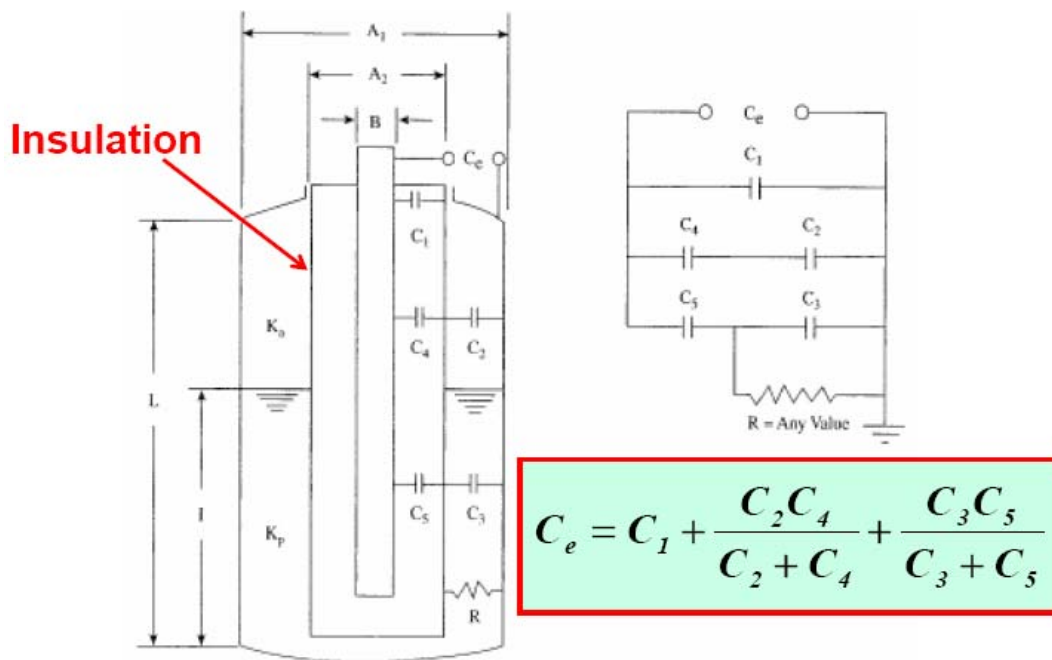 A₁
A₂
B
Insulation
Cₑ
C₁
Kₐ
C₄ C₂
L
I
C₅ C₃
Kₚ
R
Cₑ
C₁
C₄ C₂
C₅ C₃
R = Any Value
Cₑ = C₁ + C₂C₄ / (C₂ + C₄) + C₃C₅ / (C₃ + C₅)